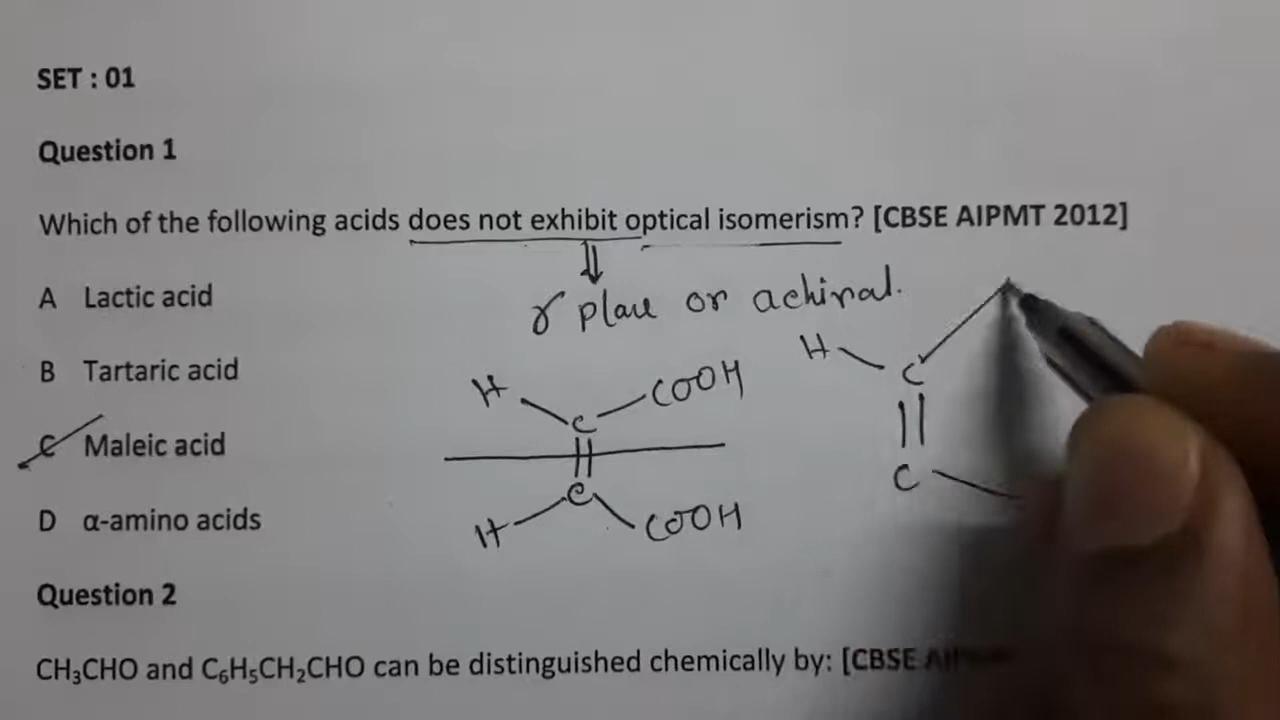 SET : 01
Question 1
Which of the following acids does not exhibit optical isomerism? [CBSE AIPMT 2012]
A Lactic acid
plane or achiral.
B Tartaric acid
H COOH
C
H
C
C Maleic acid
C
C
H COOH
D α-amino acids
Question 2
CH₃CHO and C₆H₅CH₂CHO can be distinguished chemically by: [CBSE